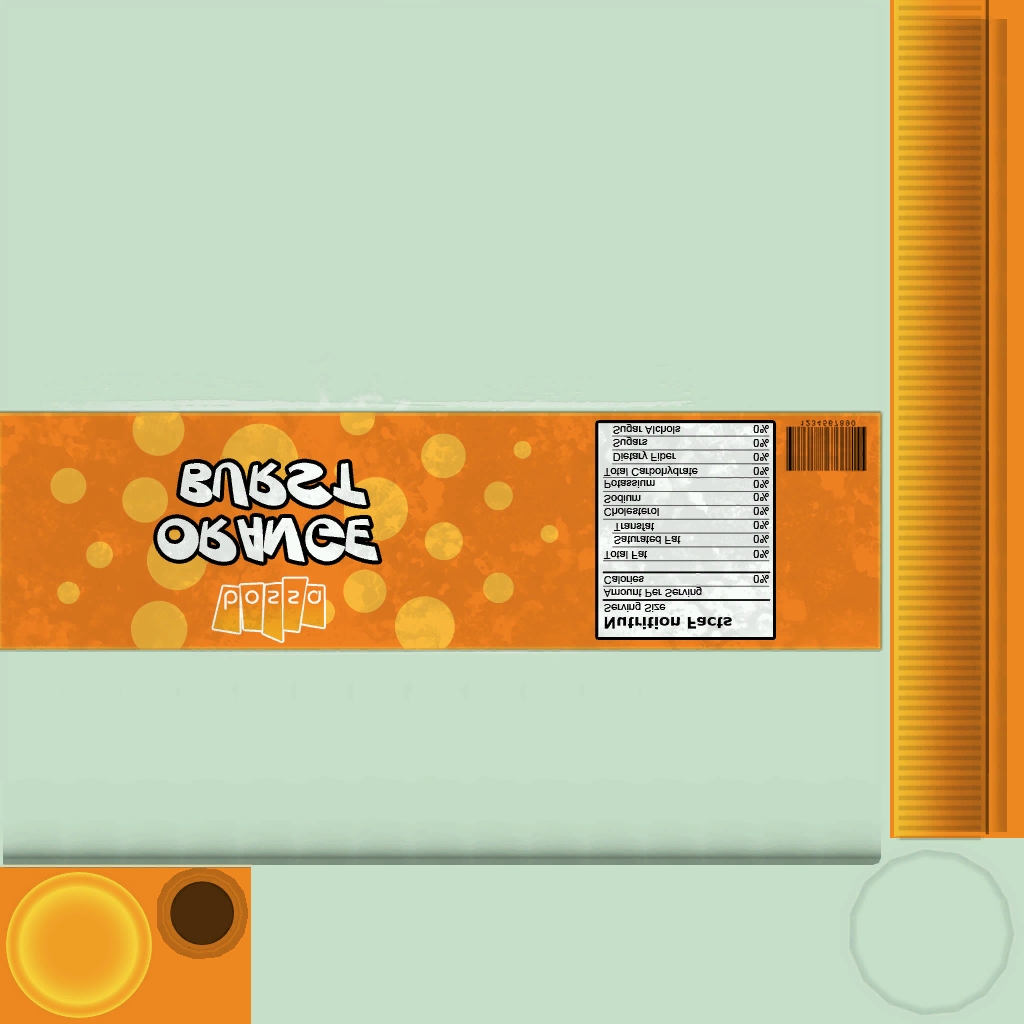 bossa
ORANGE
BURST
Nutrition Facts
Serving Size
Amount Per Serving
Calories 0%
Total Fat 0%
Saturated Fat 0%
Transfat 0%
Cholesterol 0%
Sodium 0%
Potassium 0%
Total Carbohydrate 0%
Dietary Fiber 0%
Sugars 0%
Sugar Alchols 0%
1234567890